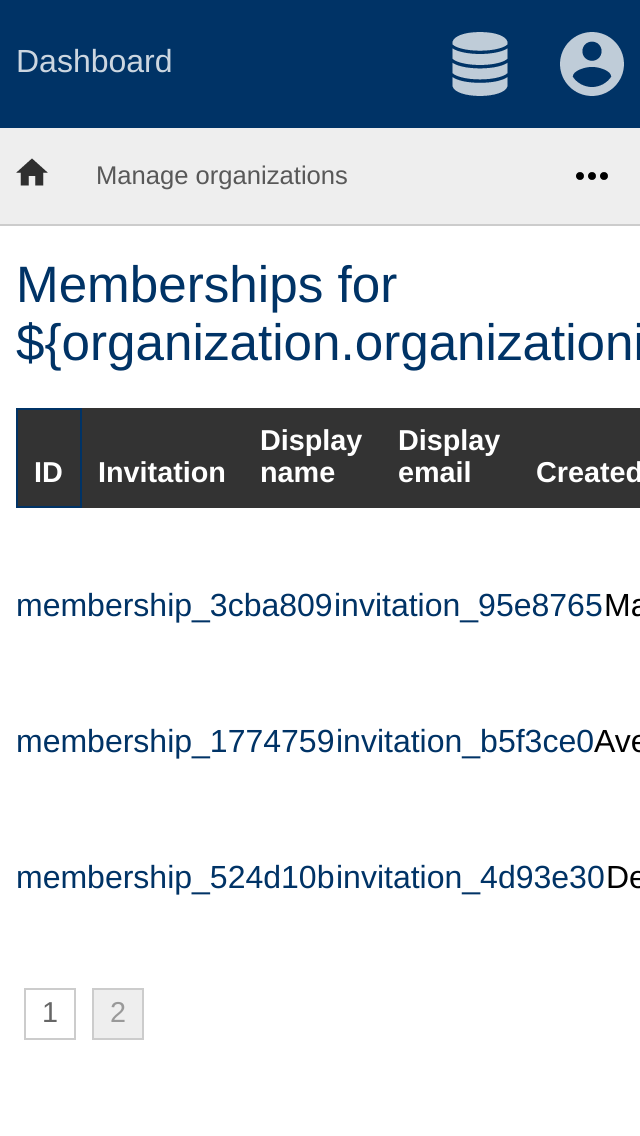 Dashboard
Manage organizations
Memberships for
${organization.organizationi
ID Invitation Display name Display email Created
membership_3cba809 invitation_95e8765 Ma
membership_1774759 invitation_b5f3ce0 Ave
membership_524d10b invitation_4d93e30 De
1 2